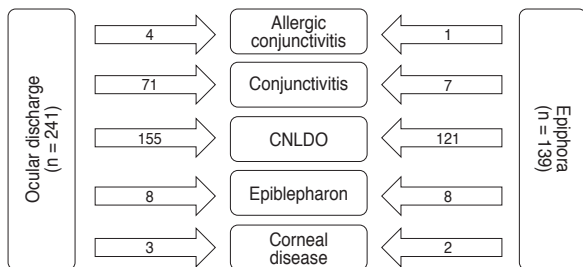 Ocular discharge
(n = 241)
4
Allergic
conjunctivitis
1
71
Conjunctivitis
7
155
CNLDO
121
8
Epiblepharon
8
3
Corneal
disease
2
Epiphora
(n = 139)